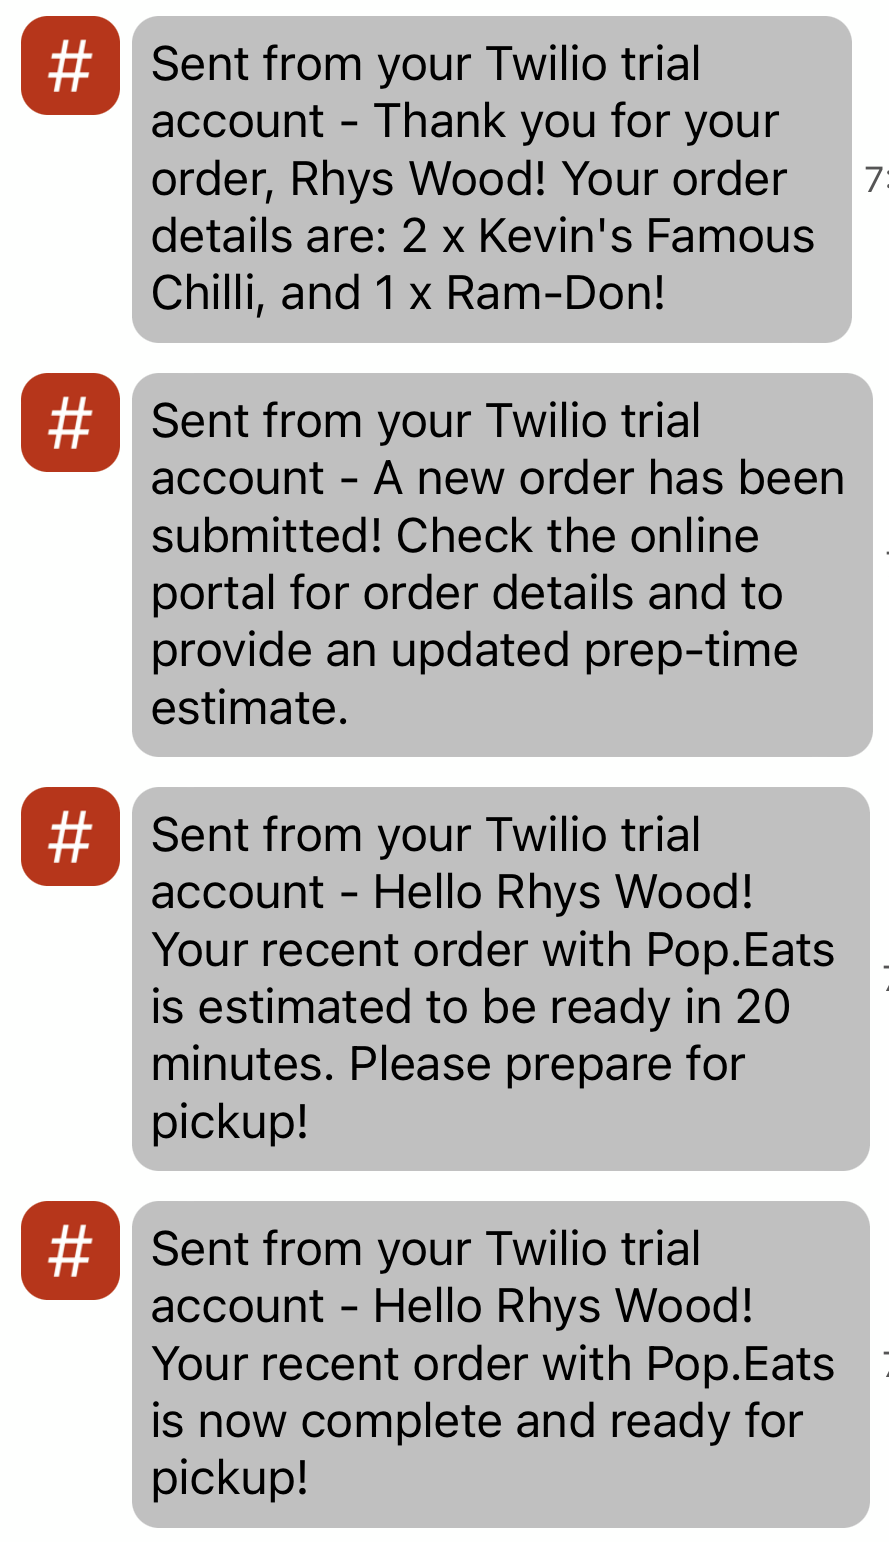 #
Sent from your Twilio trial
account - Thank you for your
order, Rhys Wood! Your order
details are: 2 x Kevin's Famous
Chilli, and 1 x Ram-Don!
#
Sent from your Twilio trial
account - A new order has been
submitted! Check the online
portal for order details and to
provide an updated prep-time
estimate.
#
Sent from your Twilio trial
account - Hello Rhys Wood!
Your recent order with Pop.Eats
is estimated to be ready in 20
minutes. Please prepare for
pickup!
#
Sent from your Twilio trial
account - Hello Rhys Wood!
Your recent order with Pop.Eats
is now complete and ready for
pickup!